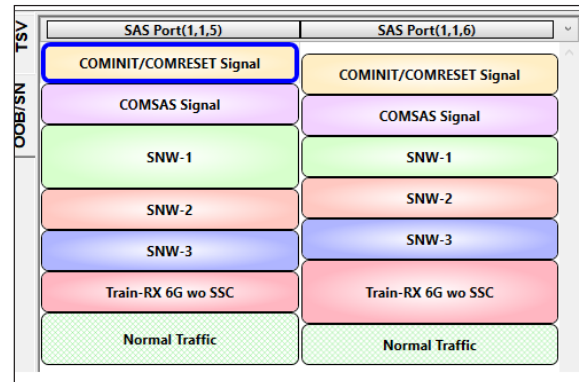 TSV
OOB/SN
SAS Port(1,1,5)
SAS Port(1,1,6)
COMINIT/COMRESET Signal
COMINIT/COMRESET Signal
COMSAS Signal
COMSAS Signal
SNW-1
SNW-1
SNW-2
SNW-2
SNW-3
SNW-3
Train-RX 6G wo SSC
Train-RX 6G wo SSC
Normal Traffic
Normal Traffic